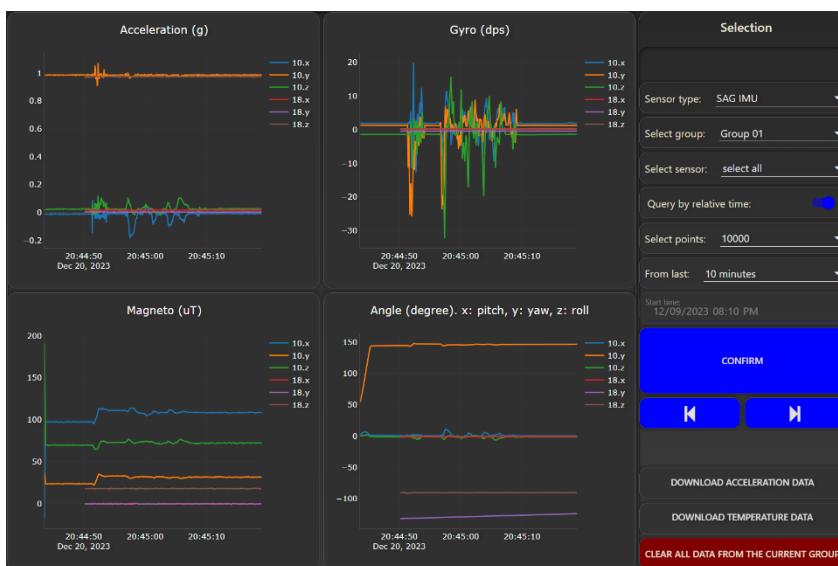 Acceleration (g)
1
0.8
0.6
0.4
0.2
0
−0.2
20:44:50
Dec 20, 2023
20:45:00
20:45:10
10.x
10.y
10.z
18.x
18.y
18.z
Gyro (dps)
20
10
0
−10
−20
−30
20:44:50
Dec 20, 2023
20:45:00
20:45:10
10.x
10.y
10.z
18.x
18.y
18.z
Magneto (uT)
200
150
100
50
0
20:44:50
Dec 20, 2023
20:45:00
20:45:10
10.x
10.y
10.z
18.x
18.y
18.z
Angle (degree). x: pitch, y: yaw, z: roll
150
100
50
0
−50
−100
20:44:50
Dec 20, 2023
20:45:00
20:45:10
10.x
10.y
10.z
18.x
18.y
18.z
Selection
Sensor type: SAG IMU
Select group: Group 01
Select sensor: select all
Query by relative time:
Select points: 10000
From last: 10 minutes
Start time:
12/09/2023 08:10 PM
CONFIRM
DOWNLOAD ACCELERATION DATA
DOWNLOAD TEMPERATURE DATA
CLEAR ALL DATA FROM THE CURRENT GROUP